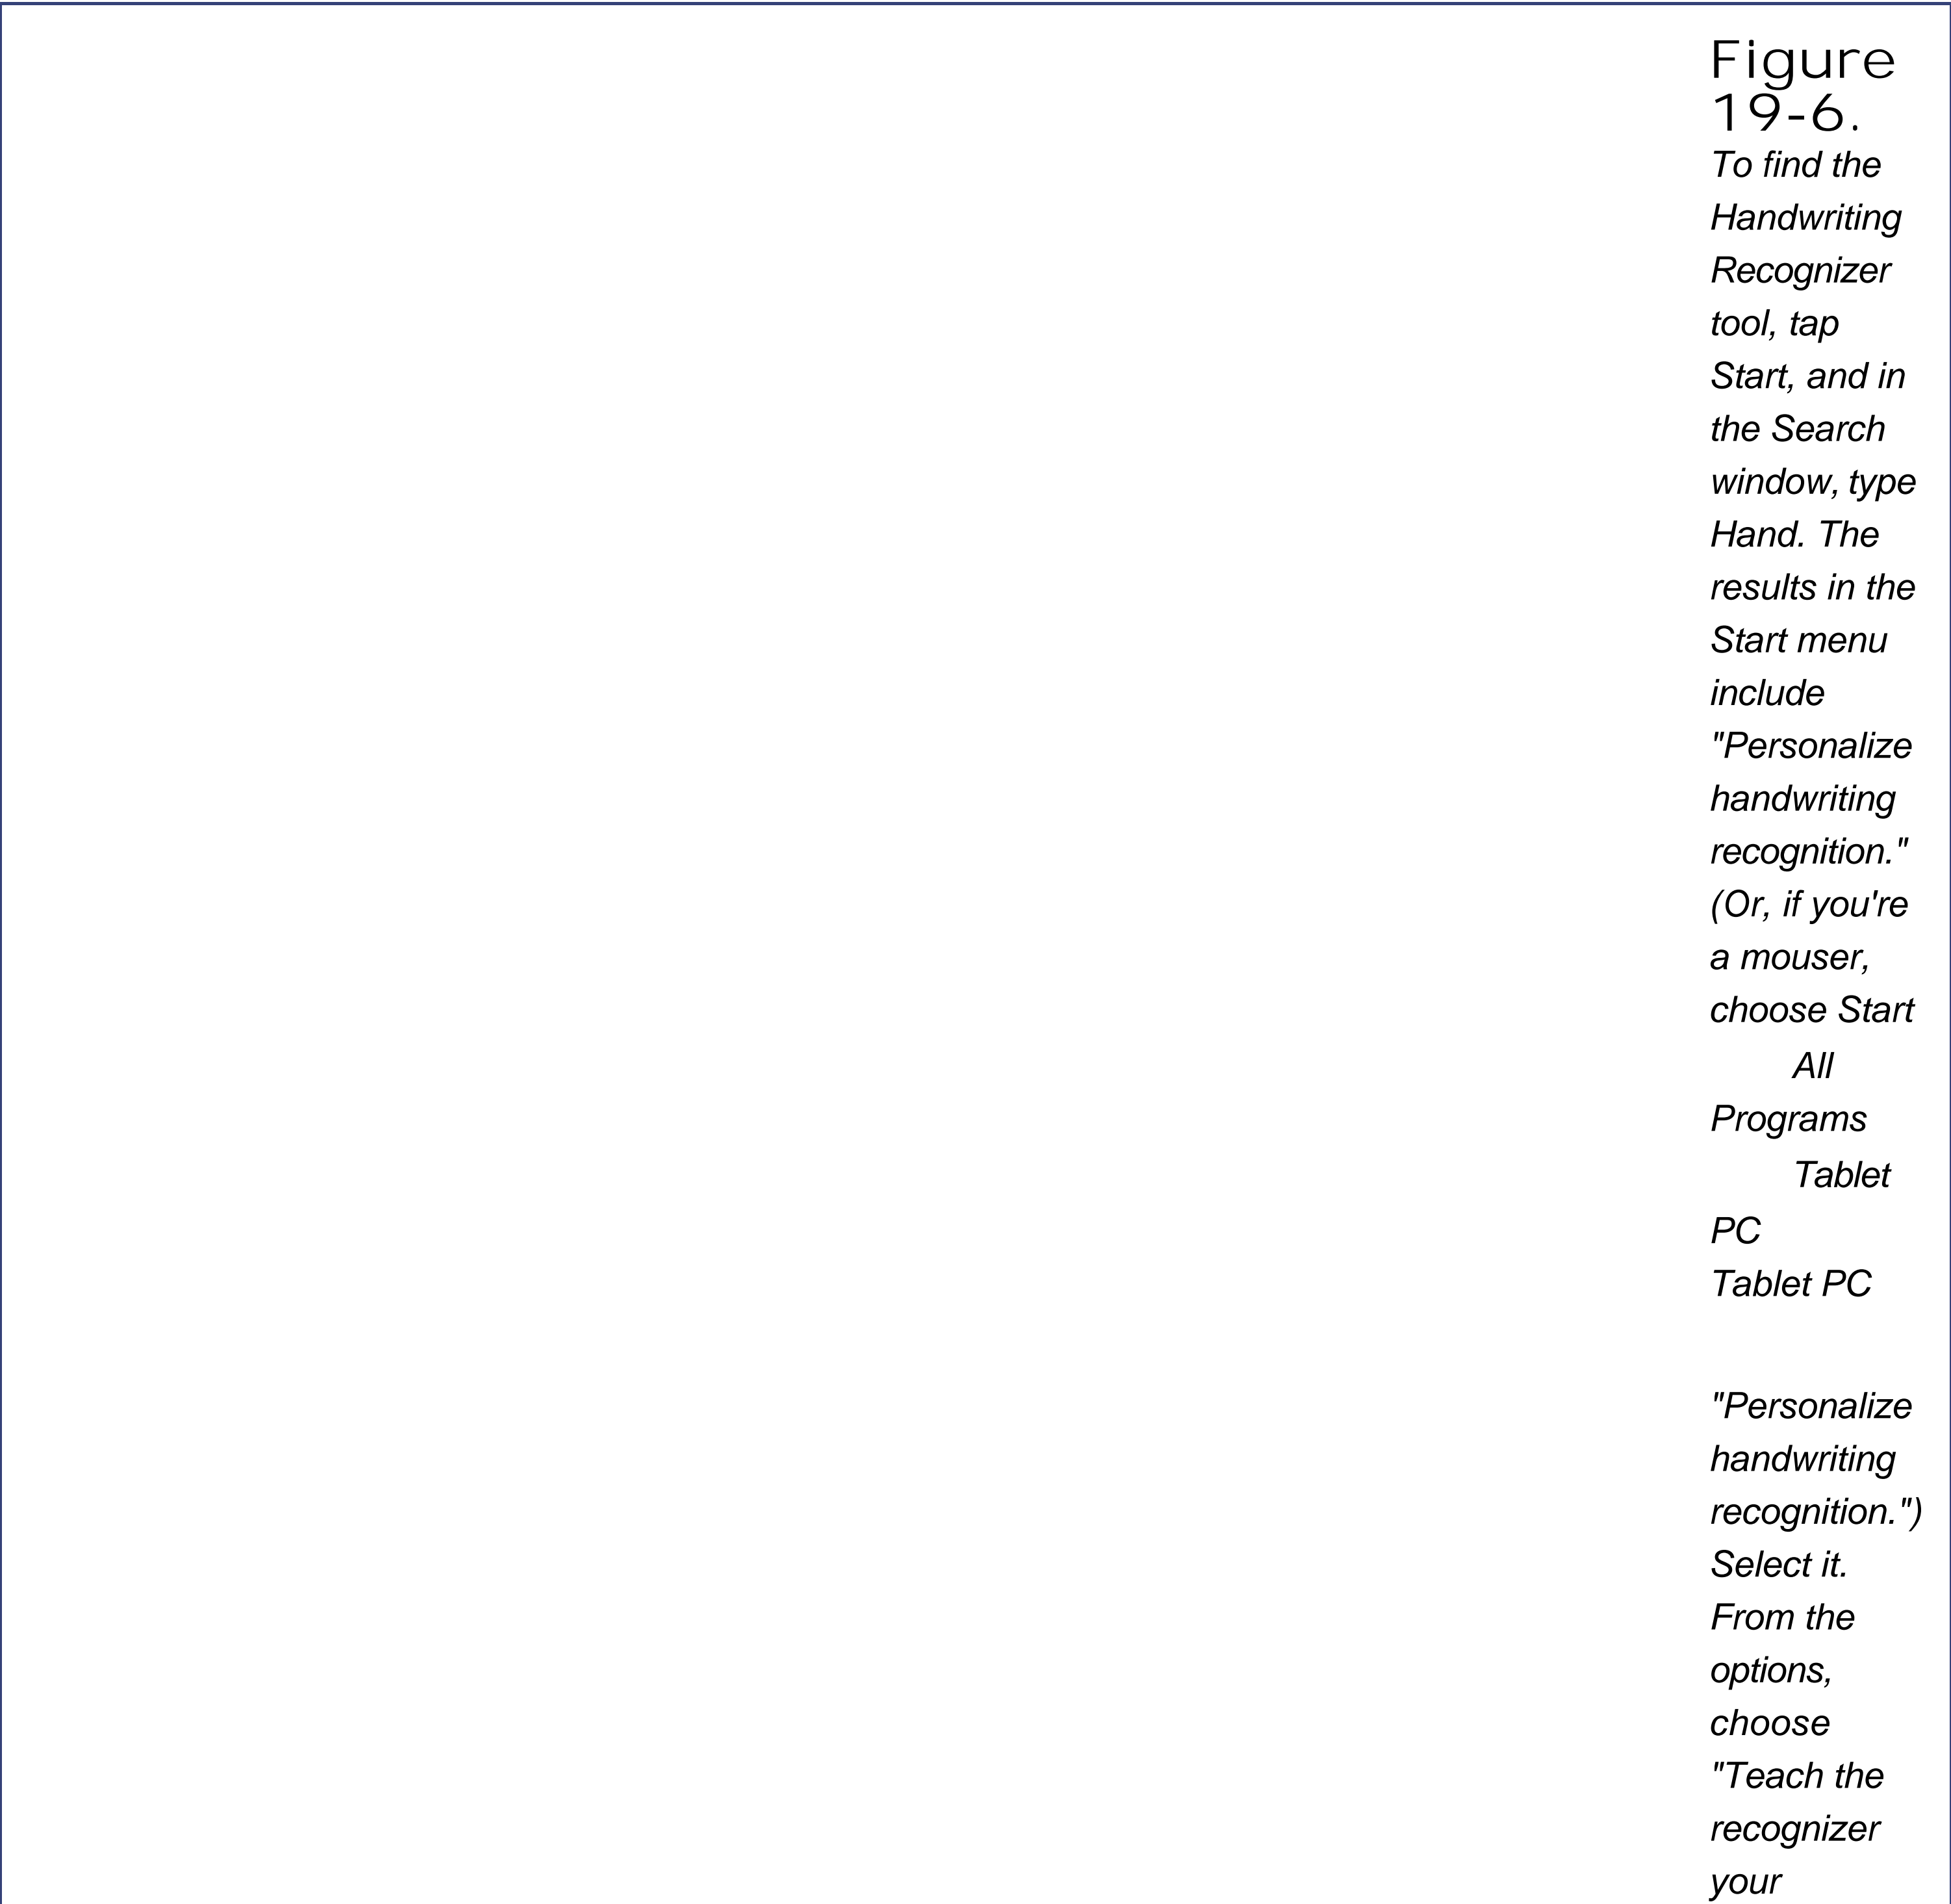 Figure
19-6.
To find the
Handwriting
Recognizer
tool, tap
Start, and in
the Search
window, type
Hand. The
results in the
Start menu
include
"Personalize
handwriting
recognition."
(Or, if you're
a mouser,
choose Start
All
Programs
Tablet
PC
Tablet PC
"Personalize
handwriting
recognition.")
Select it.
From the
options,
choose
"Teach the
recognizer
your